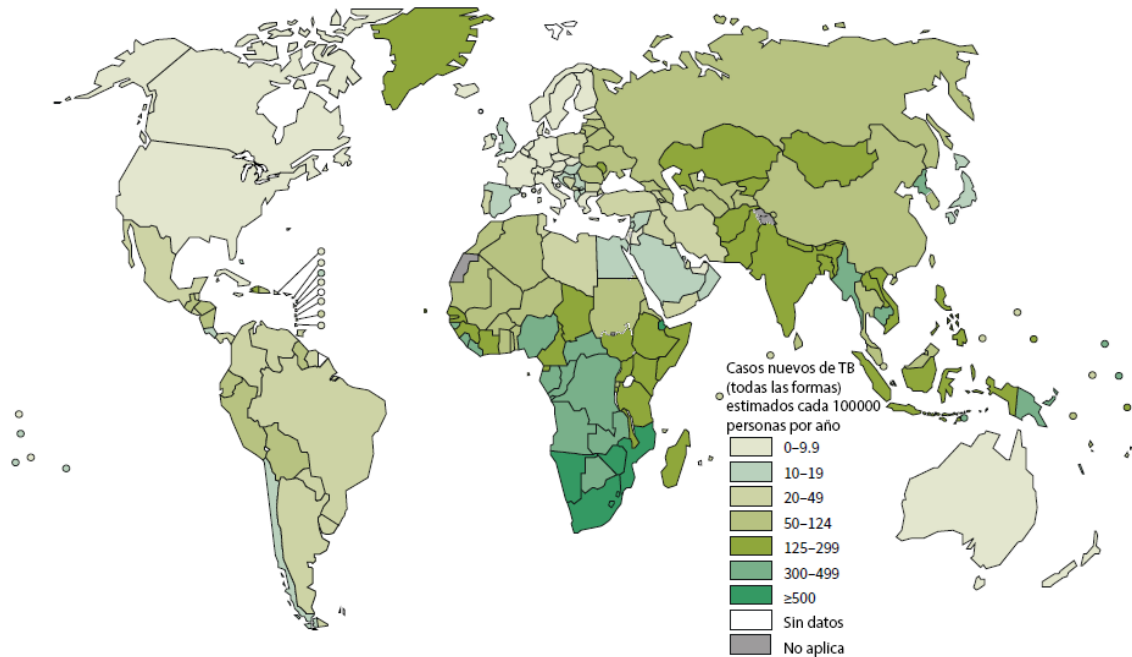 Casos nuevos de TB
(todas las formas)
estimados cada 100000
personas por año
0–9.9
10–19
20–49
50–124
125–299
300–499
≥500
Sin datos
No aplica